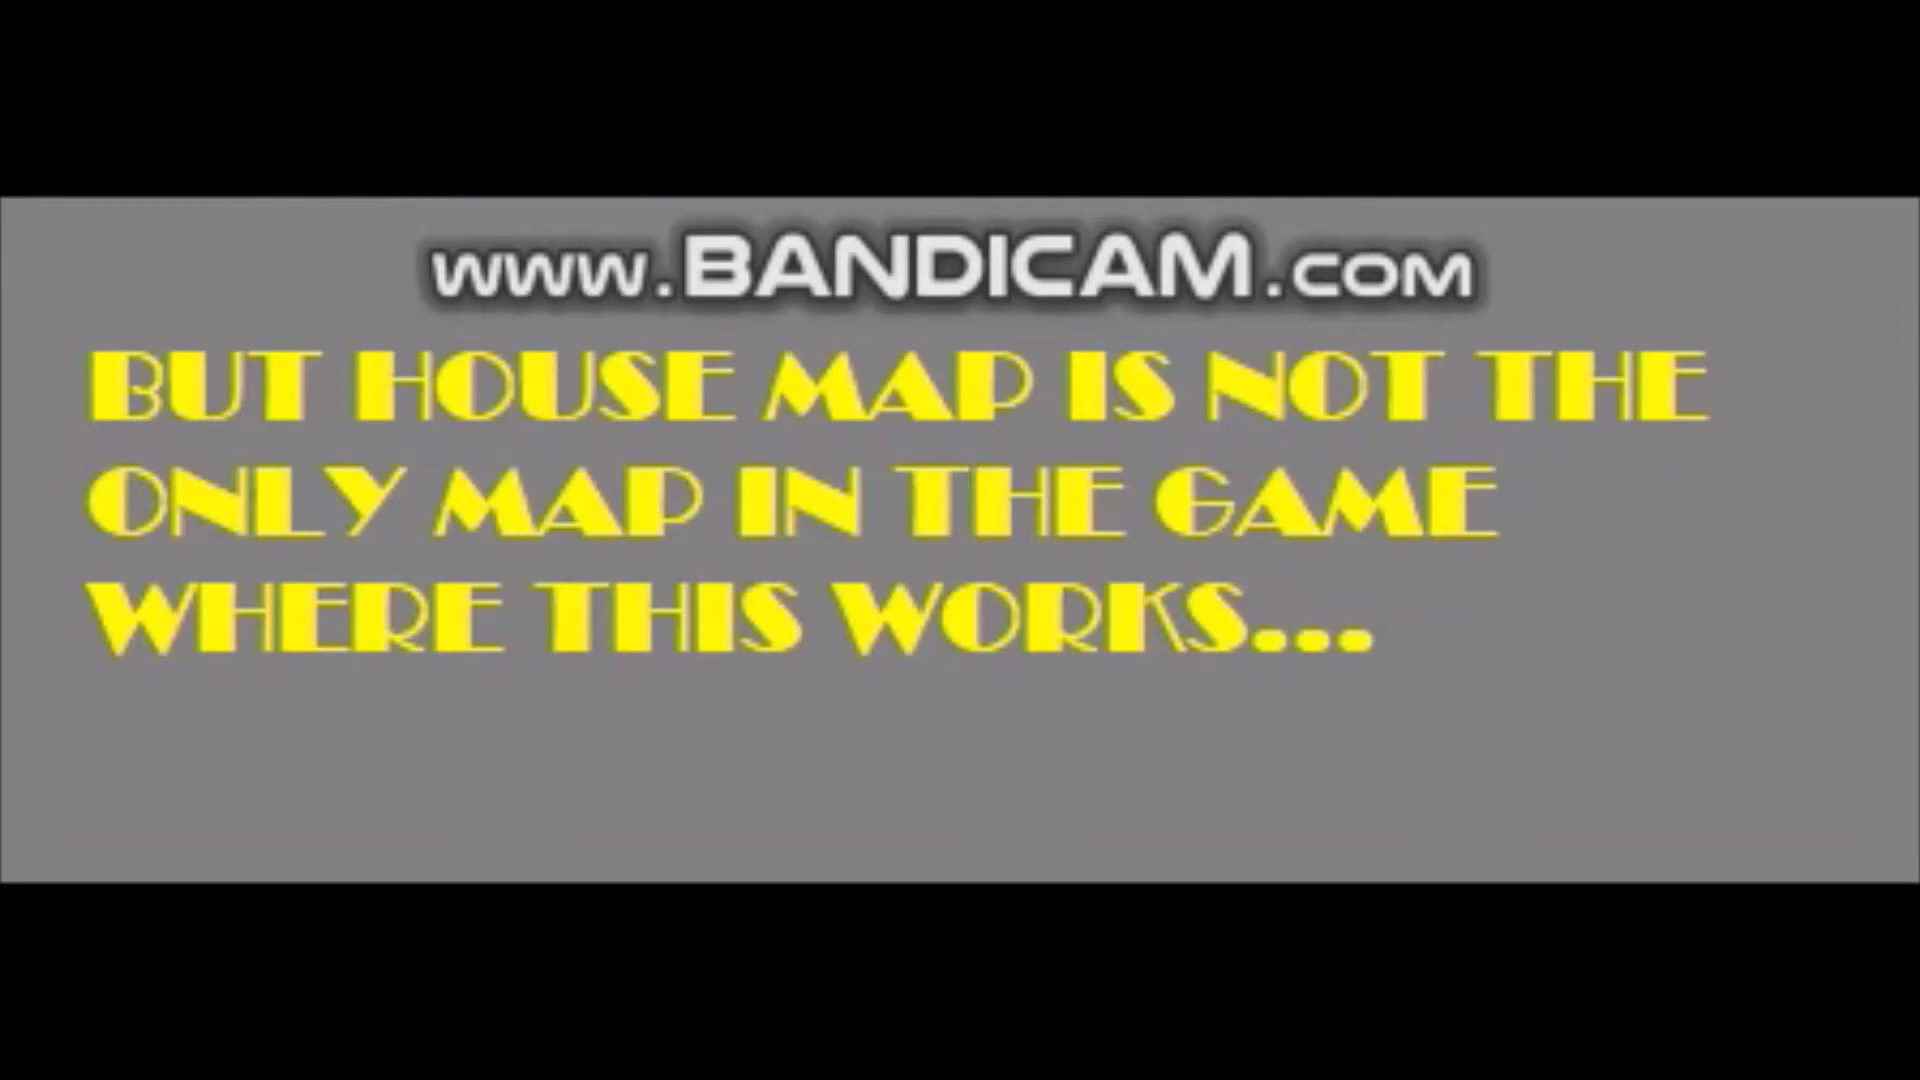 www.BANDICAM.com
BUT HOUSE MAP IS NOT THE
ONLY MAP IN THE GAME
WHERE THIS WORKS...